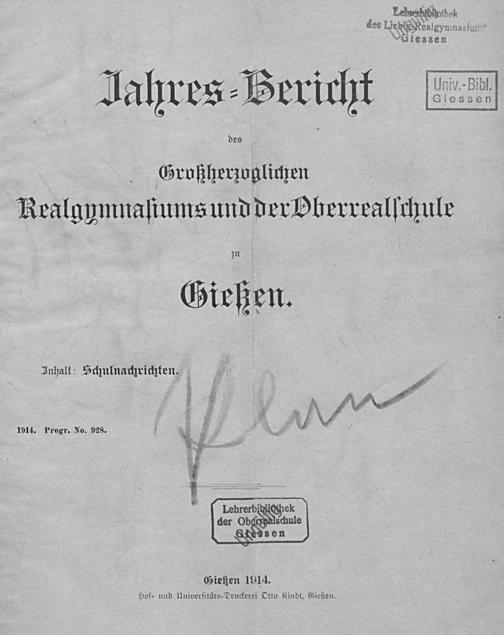 Lehrerbibliothek
des Liebig-Realgymnasiums
Giessen
Jahres-Bericht
Univ.-Bibl.
Giessen
des
Großherzoglichen
Realgymnasiums und der Oberrealschule
zu
Gießen.
Inhalt: Schulnachrichten.
1914. Progr. No. 928.
Lehrerbibliothek
der Oberrealschule
Giessen
Gießen 1914.
Hof- und Universitäts-Druckerei Otto Kindt, Gießen.